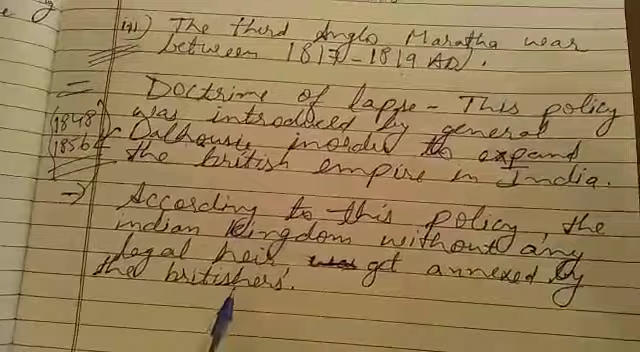 iii) The third Anglo Maratha war
between 1817-1819 AD.
= Doctrime of lapse - This policy
(1848
1856) was introduced by general
Dalhousie inorder to expand
the british empire in India.
→ According to this policy, the
indian kingdom without any
legal heir was got annexed by
the britishers'.